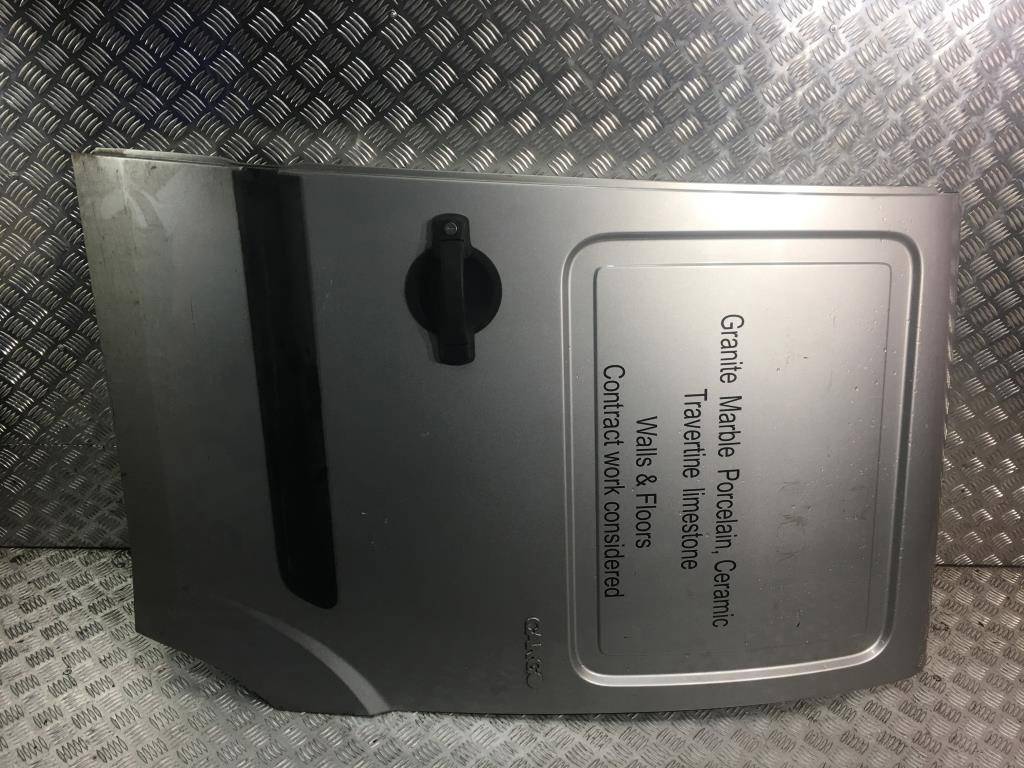 Granite Marble Porcelain, Ceramic
Travertine limestone
Walls & Floors
Contract work considered